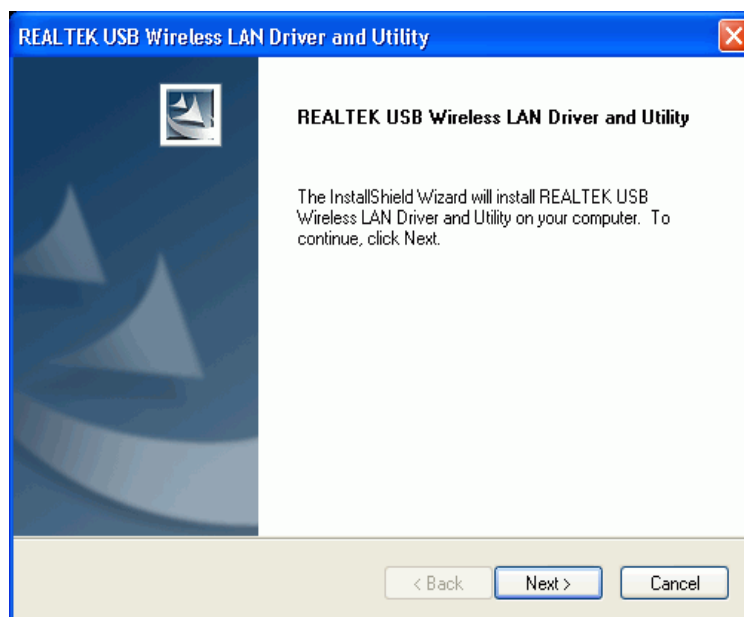 REALTEK USB Wireless LAN Driver and Utility
REALTEK USB Wireless LAN Driver and Utility
The InstallShield Wizard will install REALTEK USB
Wireless LAN Driver and Utility on your computer.  To
continue, click Next.
< Back
Next >
Cancel